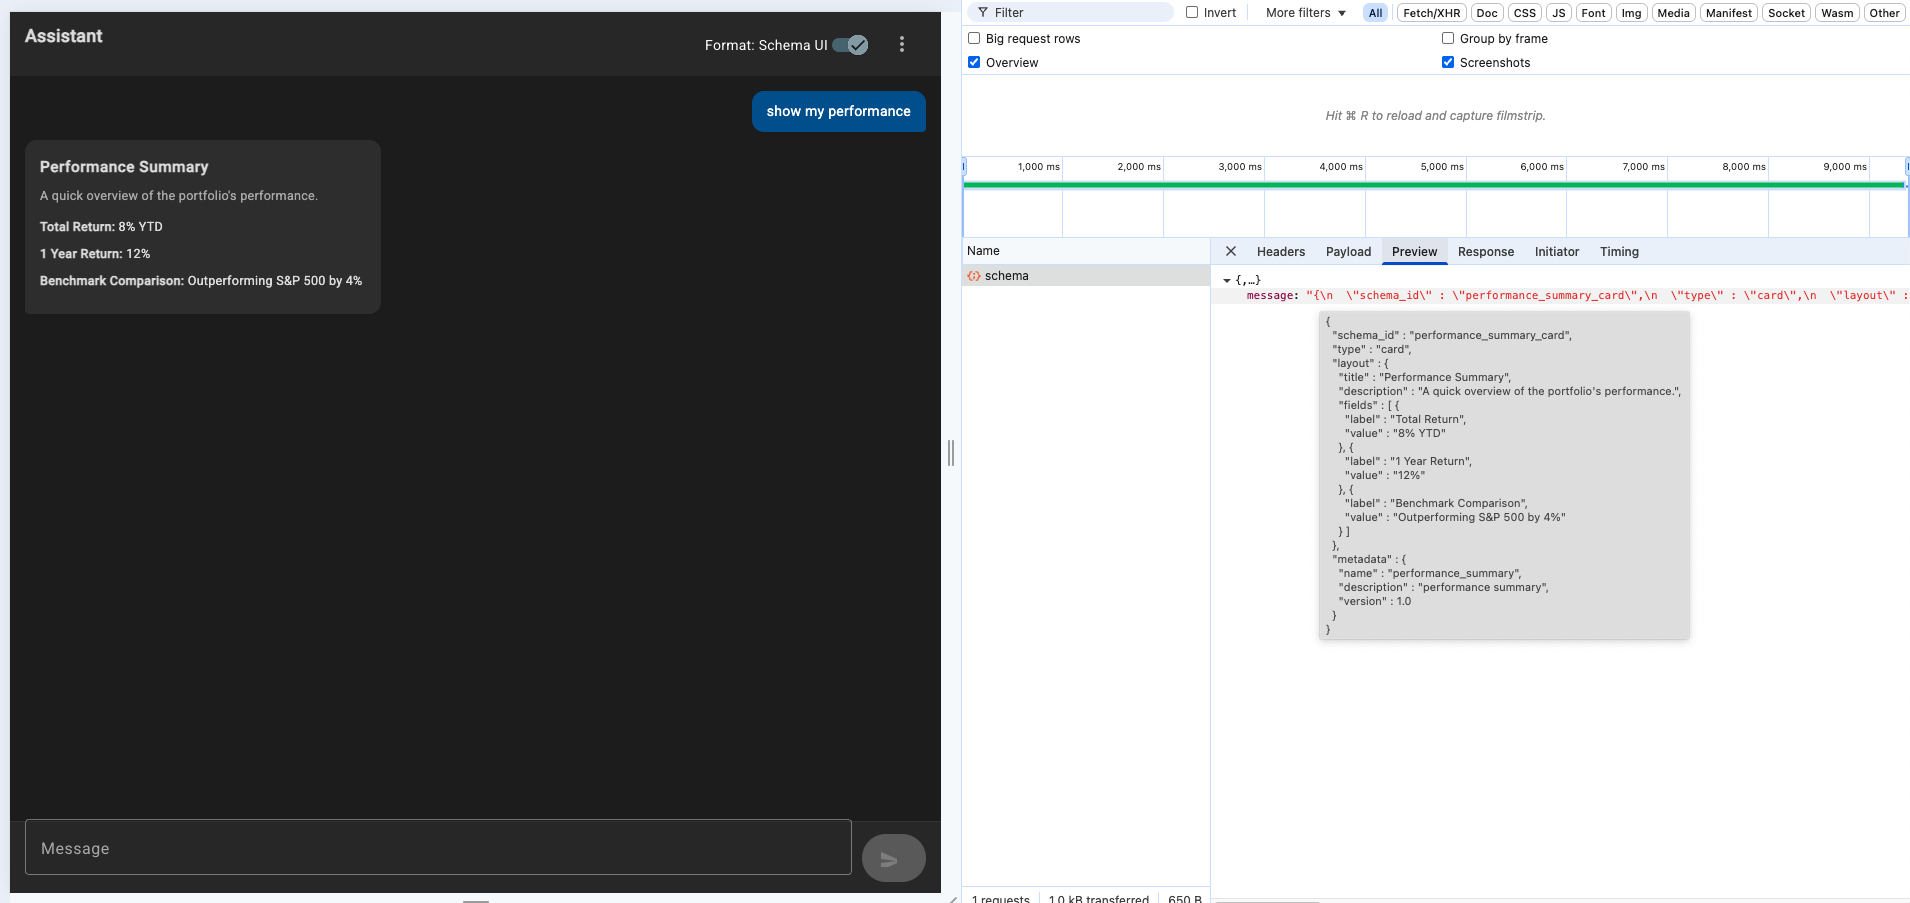 Assistant
Format: Schema UI
show my performance
Performance Summary
A quick overview of the portfolio's performance.
Total Return: 8% YTD
1 Year Return: 12%
Benchmark Comparison: Outperforming S&P 500 by 4%
Message
Filter
Invert
More filters
All
Fetch/XHR
Doc
CSS
JS
Font
Img
Media
Manifest
Socket
Wasm
Other
Big request rows
Group by frame
Overview
Screenshots
Hit ⌘ R to reload and capture filmstrip.
1,000 ms
2,000 ms
3,000 ms
4,000 ms
5,000 ms
6,000 ms
7,000 ms
8,000 ms
9,000 ms
Name
schema
Headers
Payload
Preview
Response
Initiator
Timing
{,…}
message: "{\n  \"schema_id\" : \"performance_summary_card\",\n  \"type\" : \"card\",\n  \"layout\" :
{
"schema_id" : "performance_summary_card",
"type" : "card",
"layout" : {
"title" : "Performance Summary",
"description" : "A quick overview of the portfolio's performance.",
"fields" : [ {
"label" : "Total Return",
"value" : "8% YTD"
}, {
"label" : "1 Year Return",
"value" : "12%"
}, {
"label" : "Benchmark Comparison",
"value" : "Outperforming S&P 500 by 4%"
} ]
},
"metadata" : {
"name" : "performance_summary",
"description" : "performance summary",
"version" : 1.0
}
}
1 requests
1.0 kB transferred
650 B